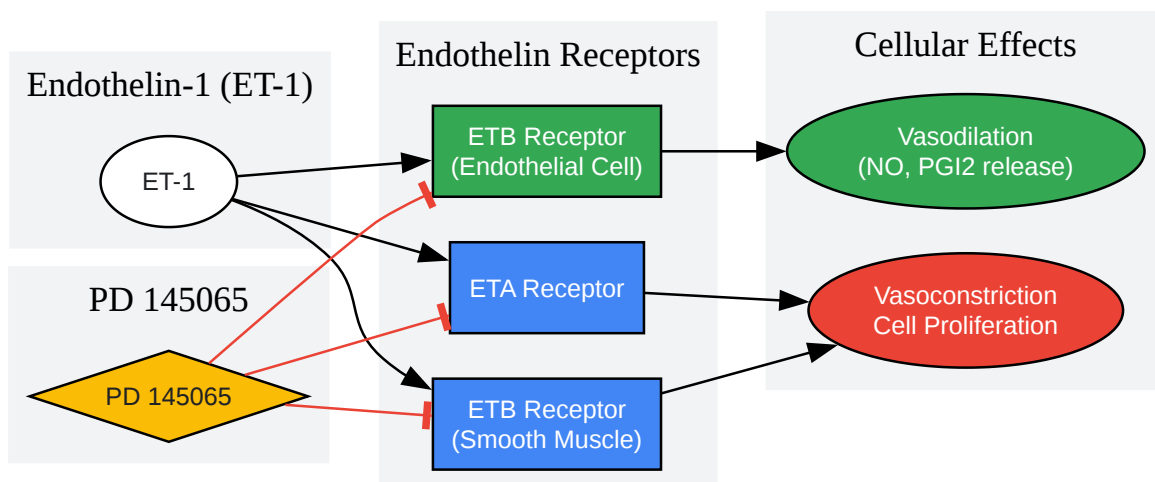 Endothelin-1 (ET-1)
ET-1
PD 145065
PD 145065
Endothelin Receptors
ETB Receptor
(Endothelial Cell)
ETA Receptor
ETB Receptor
(Smooth Muscle)
Cellular Effects
Vasodilation
(NO, PGI2 release)
Vasoconstriction
Cell Proliferation